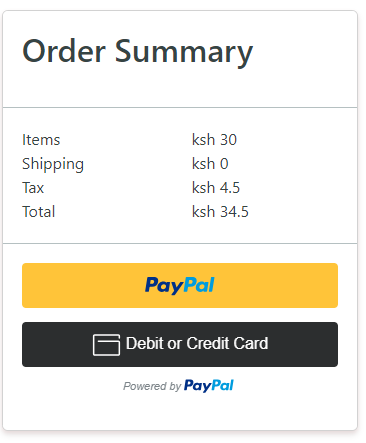 Order Summary
Items ksh 30
Shipping ksh 0
Tax ksh 4.5
Total ksh 34.5
PayPal
Debit or Credit Card
Powered by PayPal